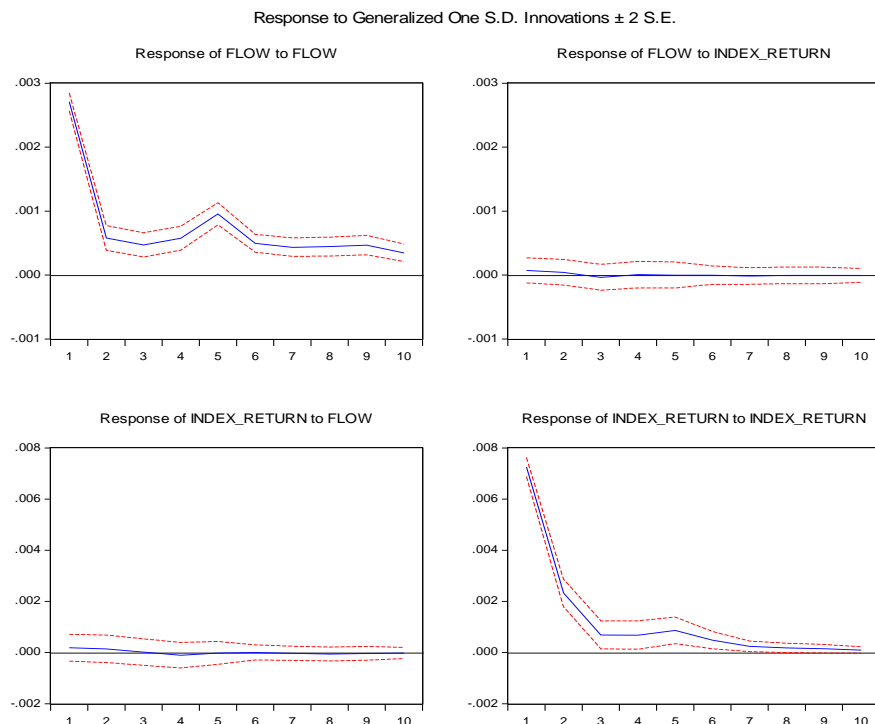 Response to Generalized One S.D. Innovations ± 2 S.E.
Response of FLOW to FLOW
.003
.002
.001
.000
-.001
1 2 3 4 5 6 7 8 9 10
Response of FLOW to INDEX_RETURN
.003
.002
.001
.000
-.001
1 2 3 4 5 6 7 8 9 10
Response of INDEX_RETURN to FLOW
.008
.006
.004
.002
.000
-.002
1 2 3 4 5 6 7 8 9 10
Response of INDEX_RETURN to INDEX_RETURN
.008
.006
.004
.002
.000
-.002
1 2 3 4 5 6 7 8 9 10